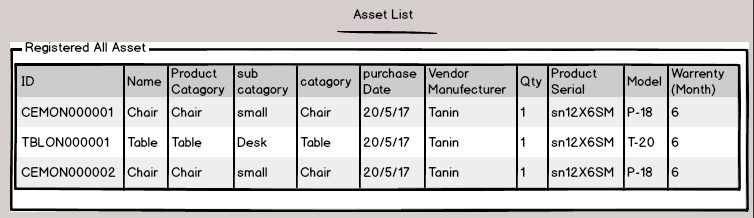 Asset List
Registered All Asset
ID Name Product Catagory sub catagory catagory purchase Date Vendor Manufecturer Qty Product Serial Model Warrenty (Month)
CEMON000001 Chair Chair small Chair 20/5/17 Tanin 1 sn12X6SM P-18 6
TBLON000001 Table Table Desk Table 20/5/17 Tanin 1 sn12X6SM T-20 6
CEMON000002 Chair Chair small Chair 20/5/17 Tanin 1 sn12X6SM P-18 6